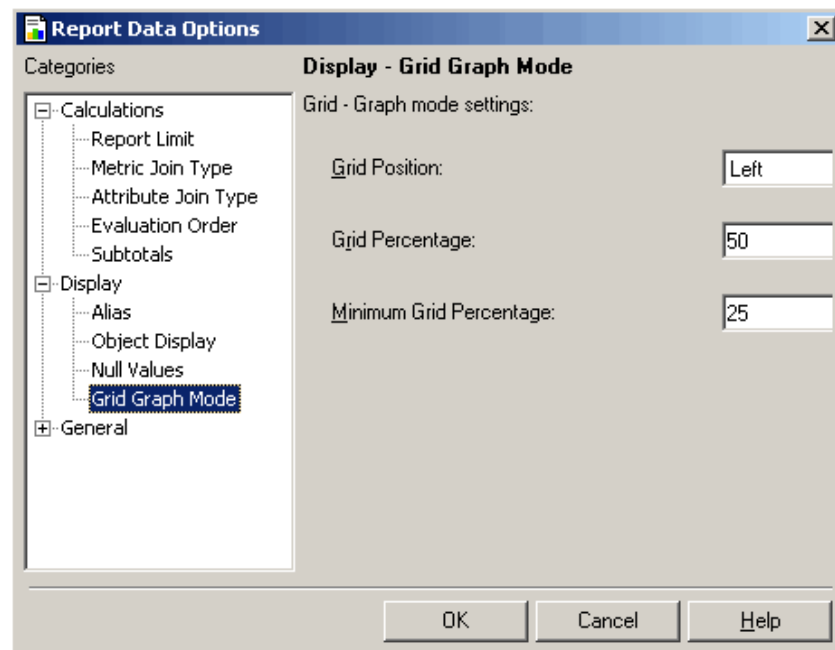 Report Data Options
Categories
Calculations
Report Limit
Metric Join Type
Attribute Join Type
Evaluation Order
Subtotals
Display
Alias
Object Display
Null Values
Grid Graph Mode
General
Display - Grid Graph Mode
Grid - Graph mode settings:
Grid Position: Left
Grid Percentage: 50
Minimum Grid Percentage: 25
OK Cancel Help